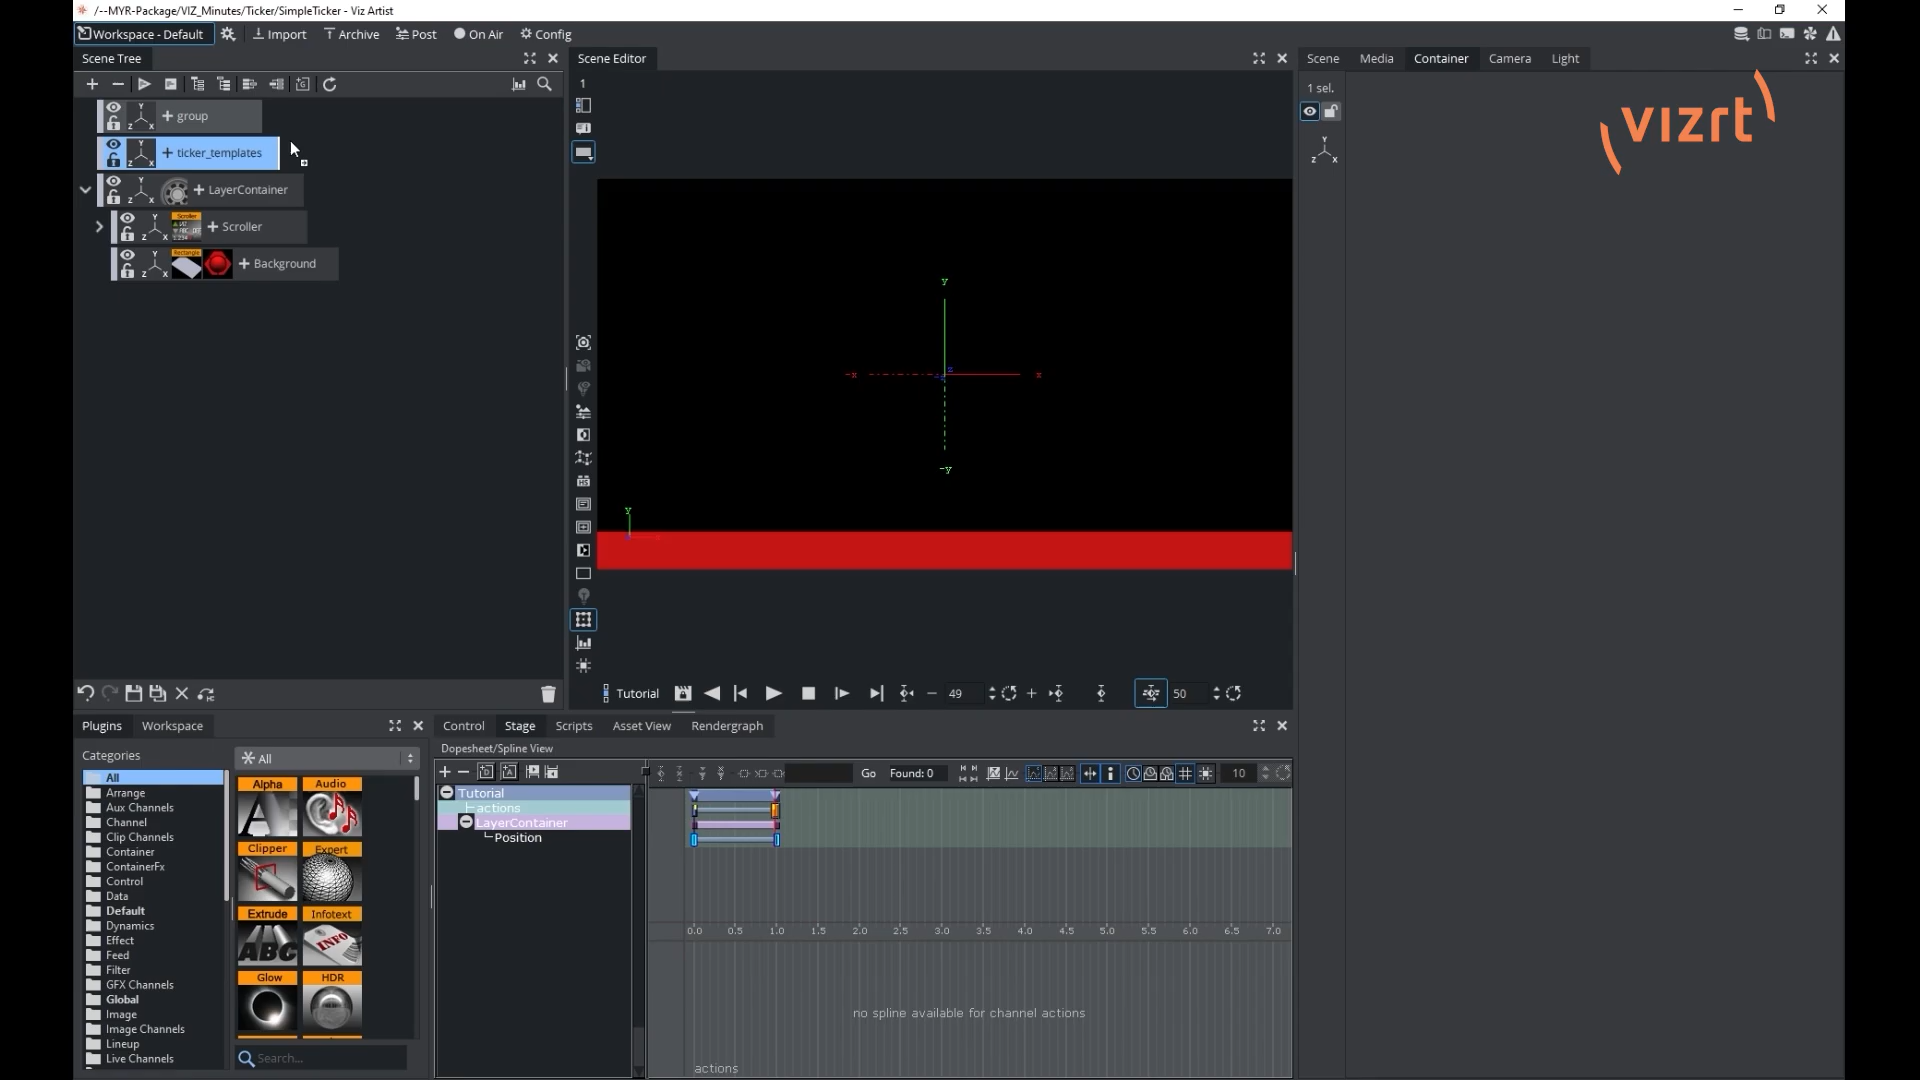 /--MYR-Package/VIZ_Minutes/Ticker/SimpleTicker - Viz Artist
Workspace - Default
Import
Archive
Post
On Air
Config
Scene Tree
Scene Editor
Scene
Media
Container
Camera
Light
1
1 sel.
vizrt
group
ticker_templates
LayerContainer
Scroller
Scroller
Rectangle
Background
Y
-x
x
-y
Y
Tutorial
49
50
Plugins
Workspace
Control
Stage
Scripts
Asset View
Rendergraph
Categories
All
Dopesheet/Spline View
Go
Found: 0
10
All
Arrange
Aux Channels
Channel
Clip Channels
Container
ContainerFx
Control
Data
Default
Dynamics
Effect
Feed
Filter
GFX Channels
Global
Image
Image Channels
Lineup
Live Channels
Alpha
Audio
Clipper
Expert
Extrude
Infotext
ABC
INFO
Glow
HDR
Search...
Tutorial
actions
LayerContainer
Position
0.0 0.5 1.0 1.5 2.0 2.5 3.0 3.5 4.0 4.5 5.0 5.5 6.0 6.5 7.0
no spline available for channel actions
actions